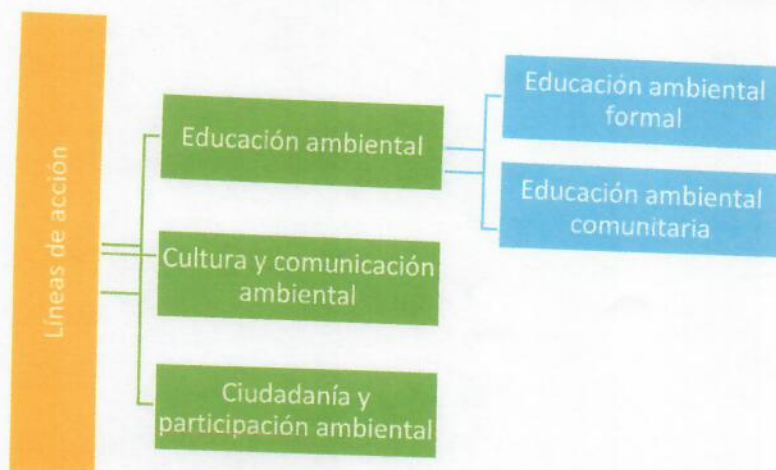 Líneas de acción
Educación ambiental
Educación ambiental
formal
Educación ambiental
comunitaria
Cultura y comunicación
ambiental
Ciudadanía y
participación ambiental